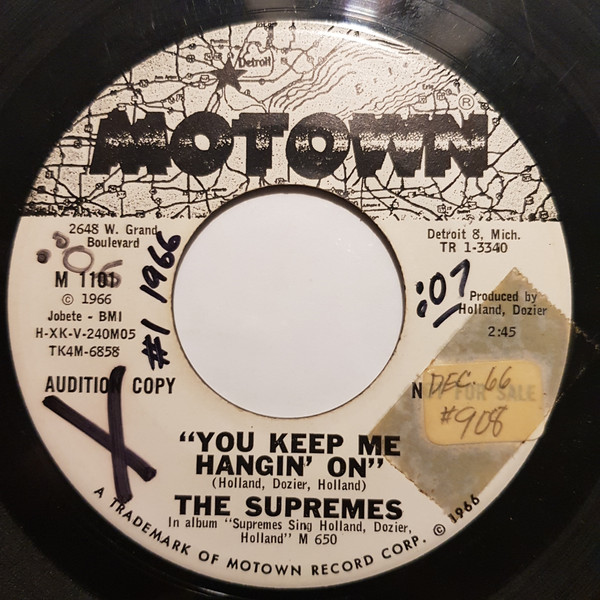 Detroit
Erie
MOTOWN®
2648 W. Grand
Boulevard
Detroit 8, Mich.
TR 1-3340
:06
M 1101
© 1966
Jobete - BMI
H-XK-V-240M05
TK4M-6858
#1 1966
:07
Produced by
Holland, Dozier
2:45
AUDITION COPY
X
N FOR SALE
DEC. 66
#908
"YOU KEEP ME
HANGIN' ON"
(Holland, Dozier, Holland)
THE SUPREMES
In album "Supremes Sing Holland, Dozier,
Holland" M 650
A TRADEMARK OF MOTOWN RECORD CORP. © 1966